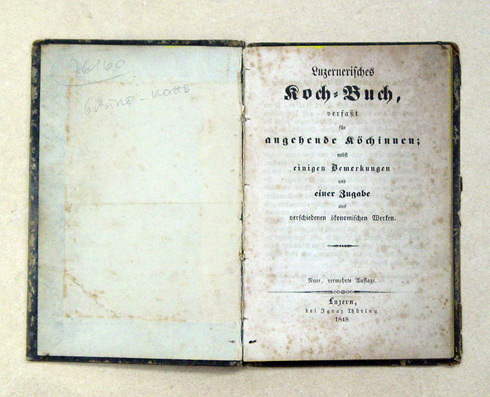 76160
Luzernerisches
Koch-Buch,
verfaßt
für
angehende Köchinnen;
nebst
einigen Bemerkungen
und
einer Zugabe
aus
verschiedenen ökonomischen Werken.
Neue, vermehrte Auflage.
Luzern,
bei Ignaz Thüring
1848